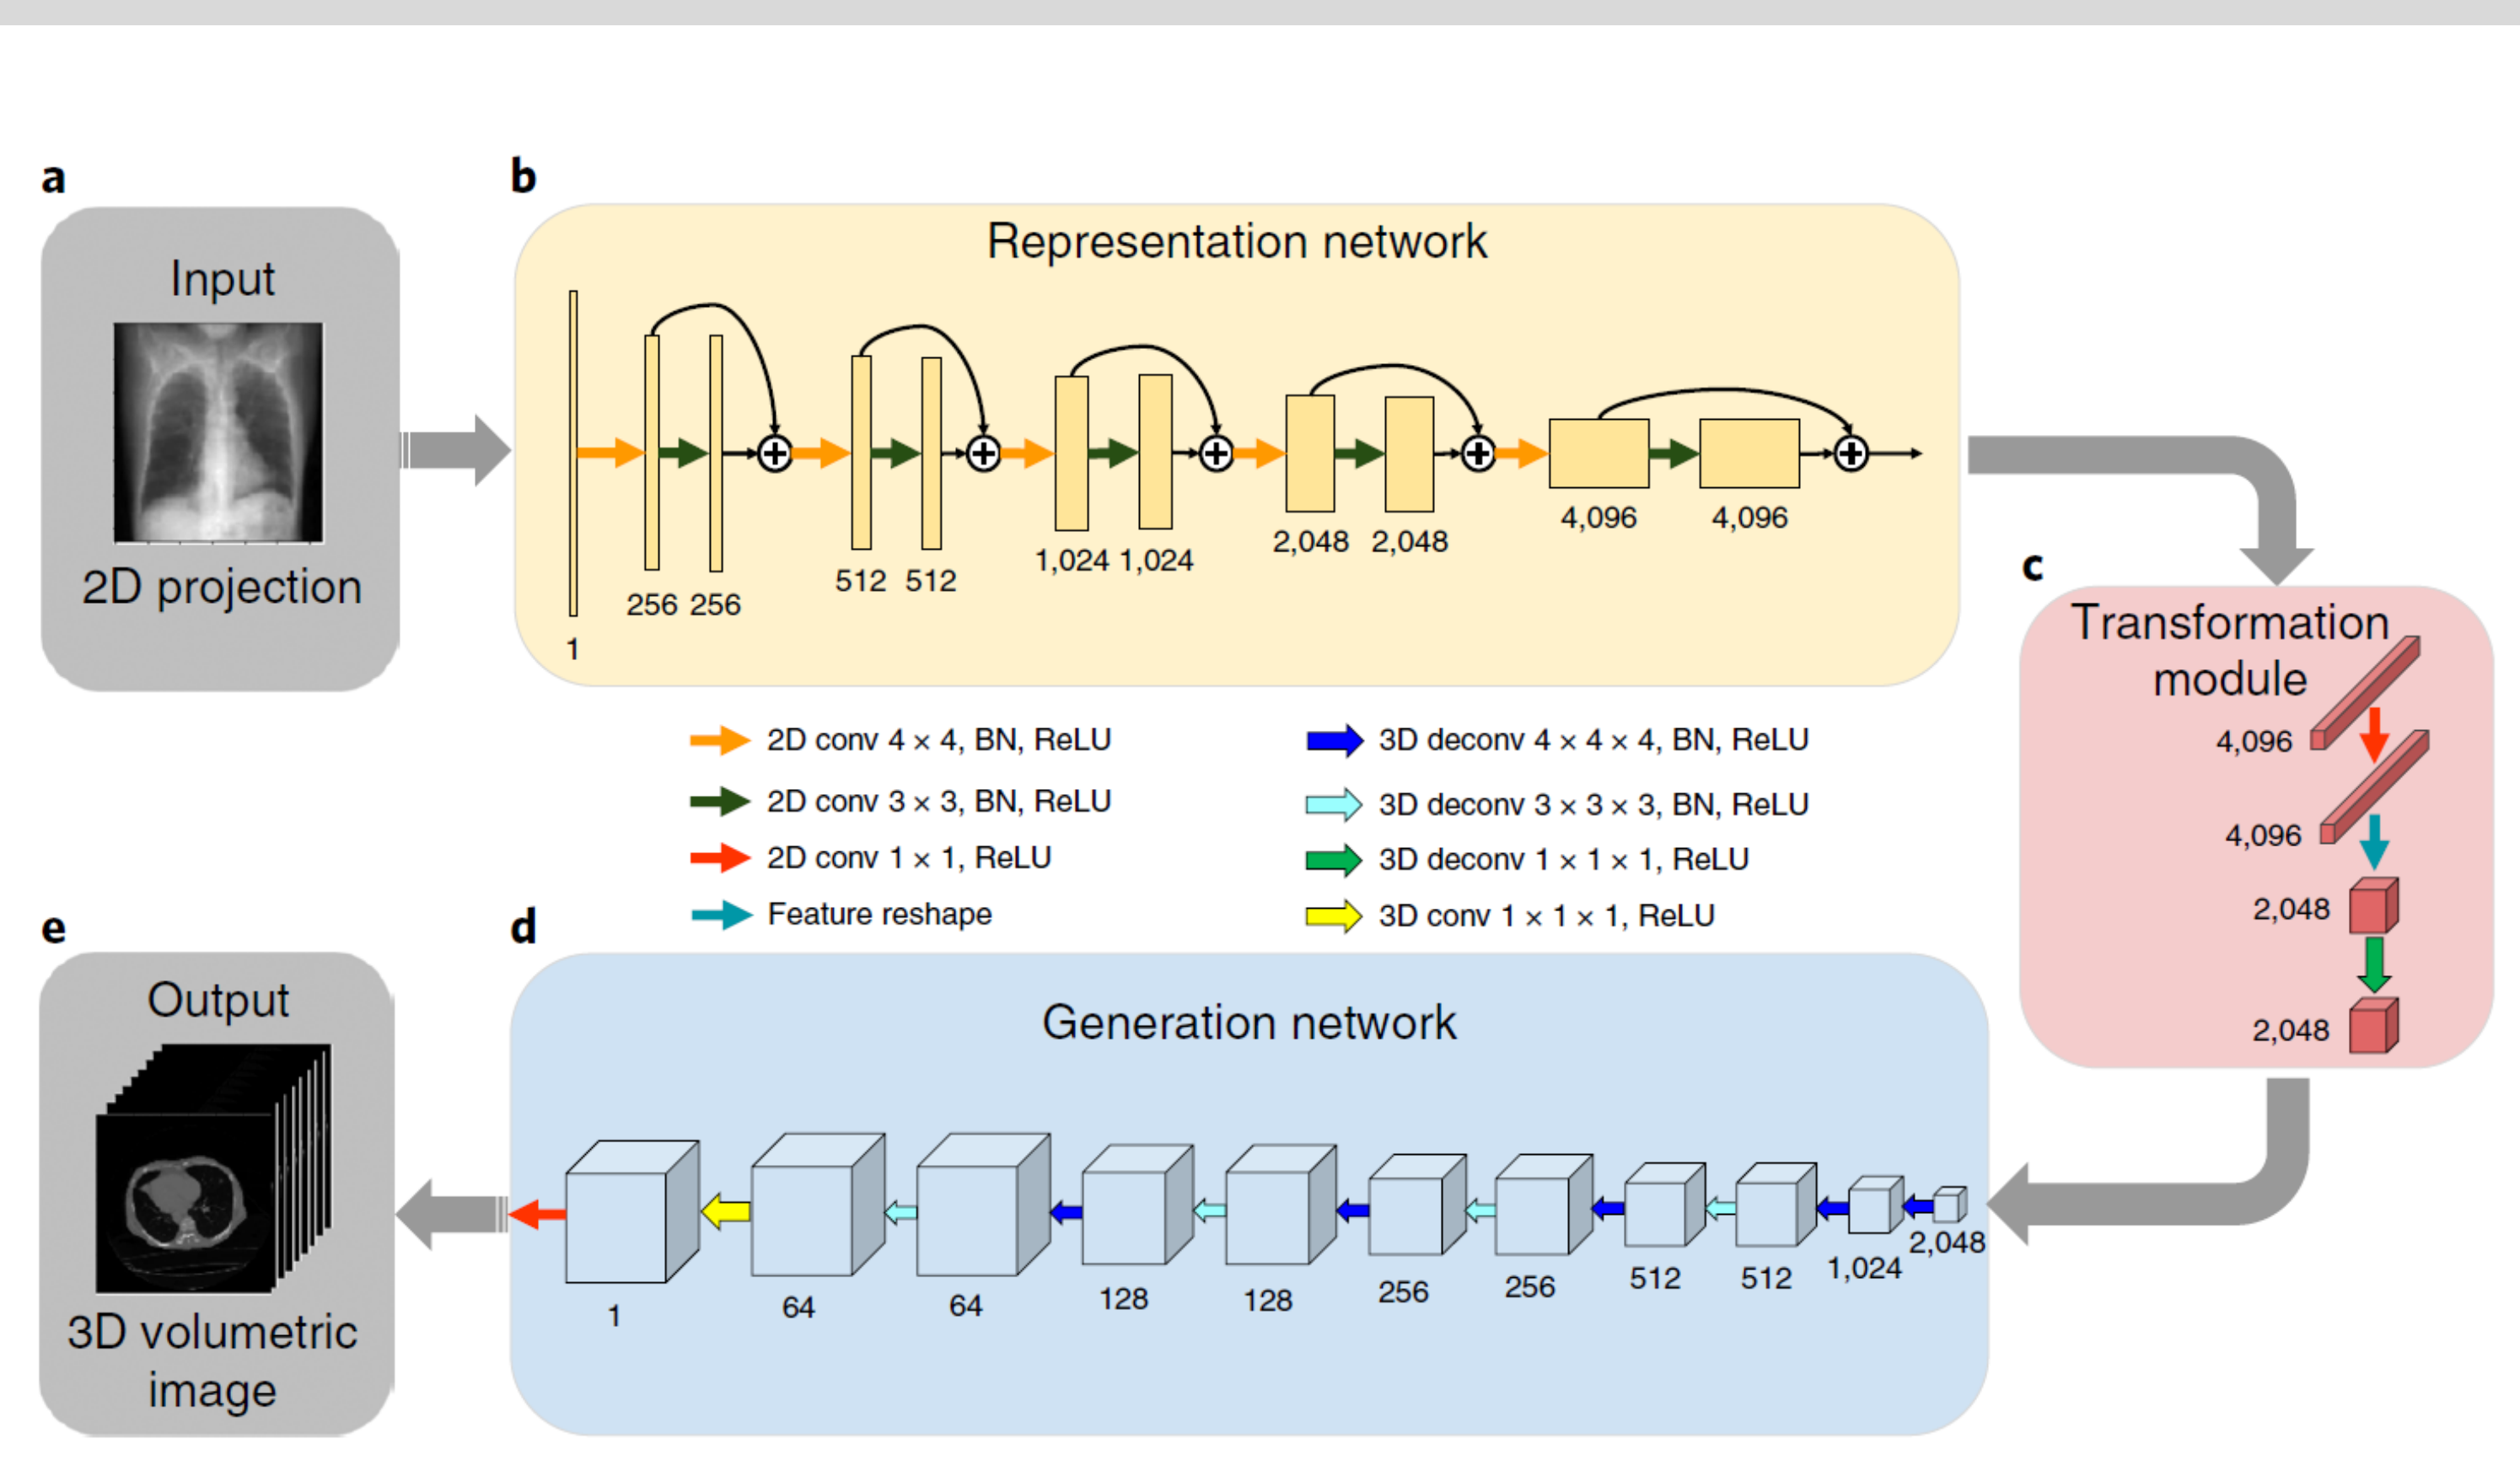 a
Input
2D projection
b
Representation network
1
256 256
512 512
1,024 1,024
2,048 2,048
4,096 4,096
c
Transformation
module
4,096
4,096
2,048
2,048
2D conv 4 × 4, BN, ReLU
2D conv 3 × 3, BN, ReLU
2D conv 1 × 1, ReLU
Feature reshape
3D deconv 4 × 4 × 4, BN, ReLU
3D deconv 3 × 3 × 3, BN, ReLU
3D deconv 1 × 1 × 1, ReLU
3D conv 1 × 1 × 1, ReLU
d
Generation network
1
64
64
128
128
256
256
512
512
1,024
2,048
e
Output
3D volumetric
image